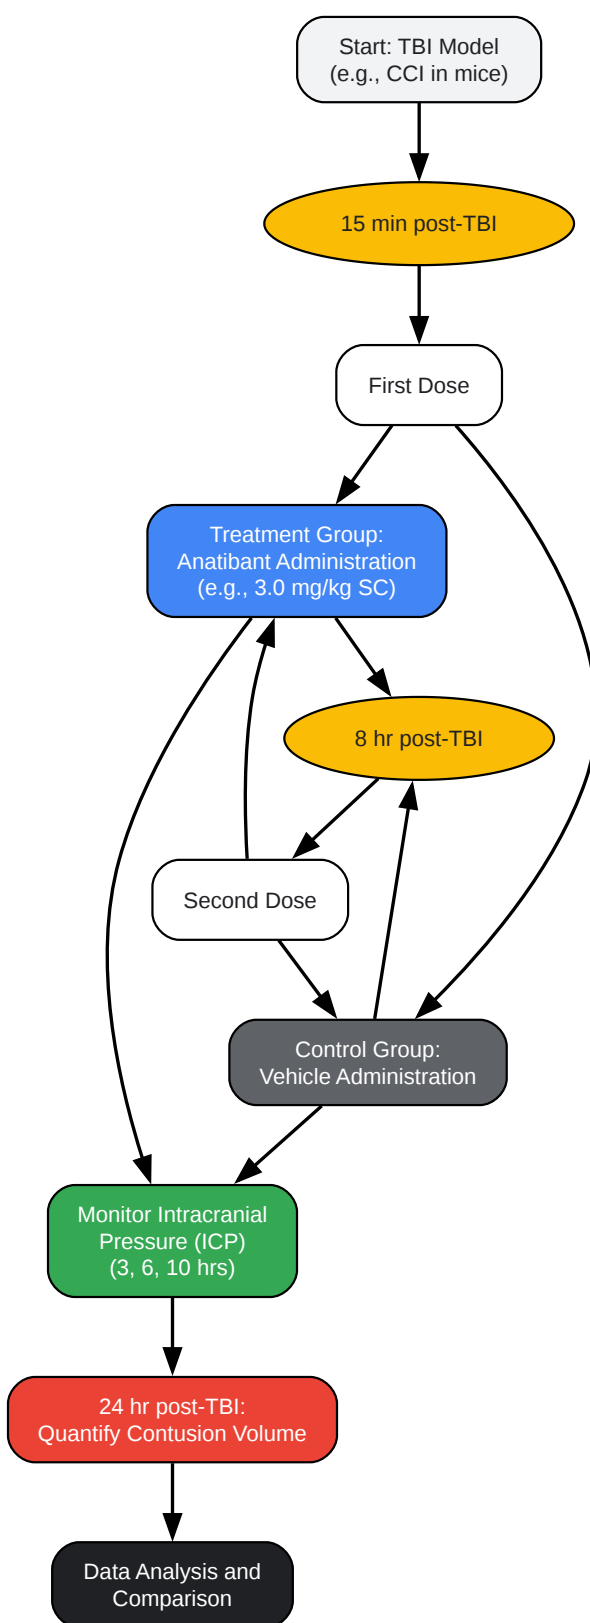 Start: TBI Model
(e.g., CCI in mice)
15 min post-TBI
First Dose
Treatment Group:
Anatibant Administration
(e.g., 3.0 mg/kg SC)
8 hr post-TBI
Second Dose
Control Group:
Vehicle Administration
Monitor Intracranial
Pressure (ICP)
(3, 6, 10 hrs)
24 hr post-TBI:
Quantify Contusion Volume
Data Analysis and
Comparison